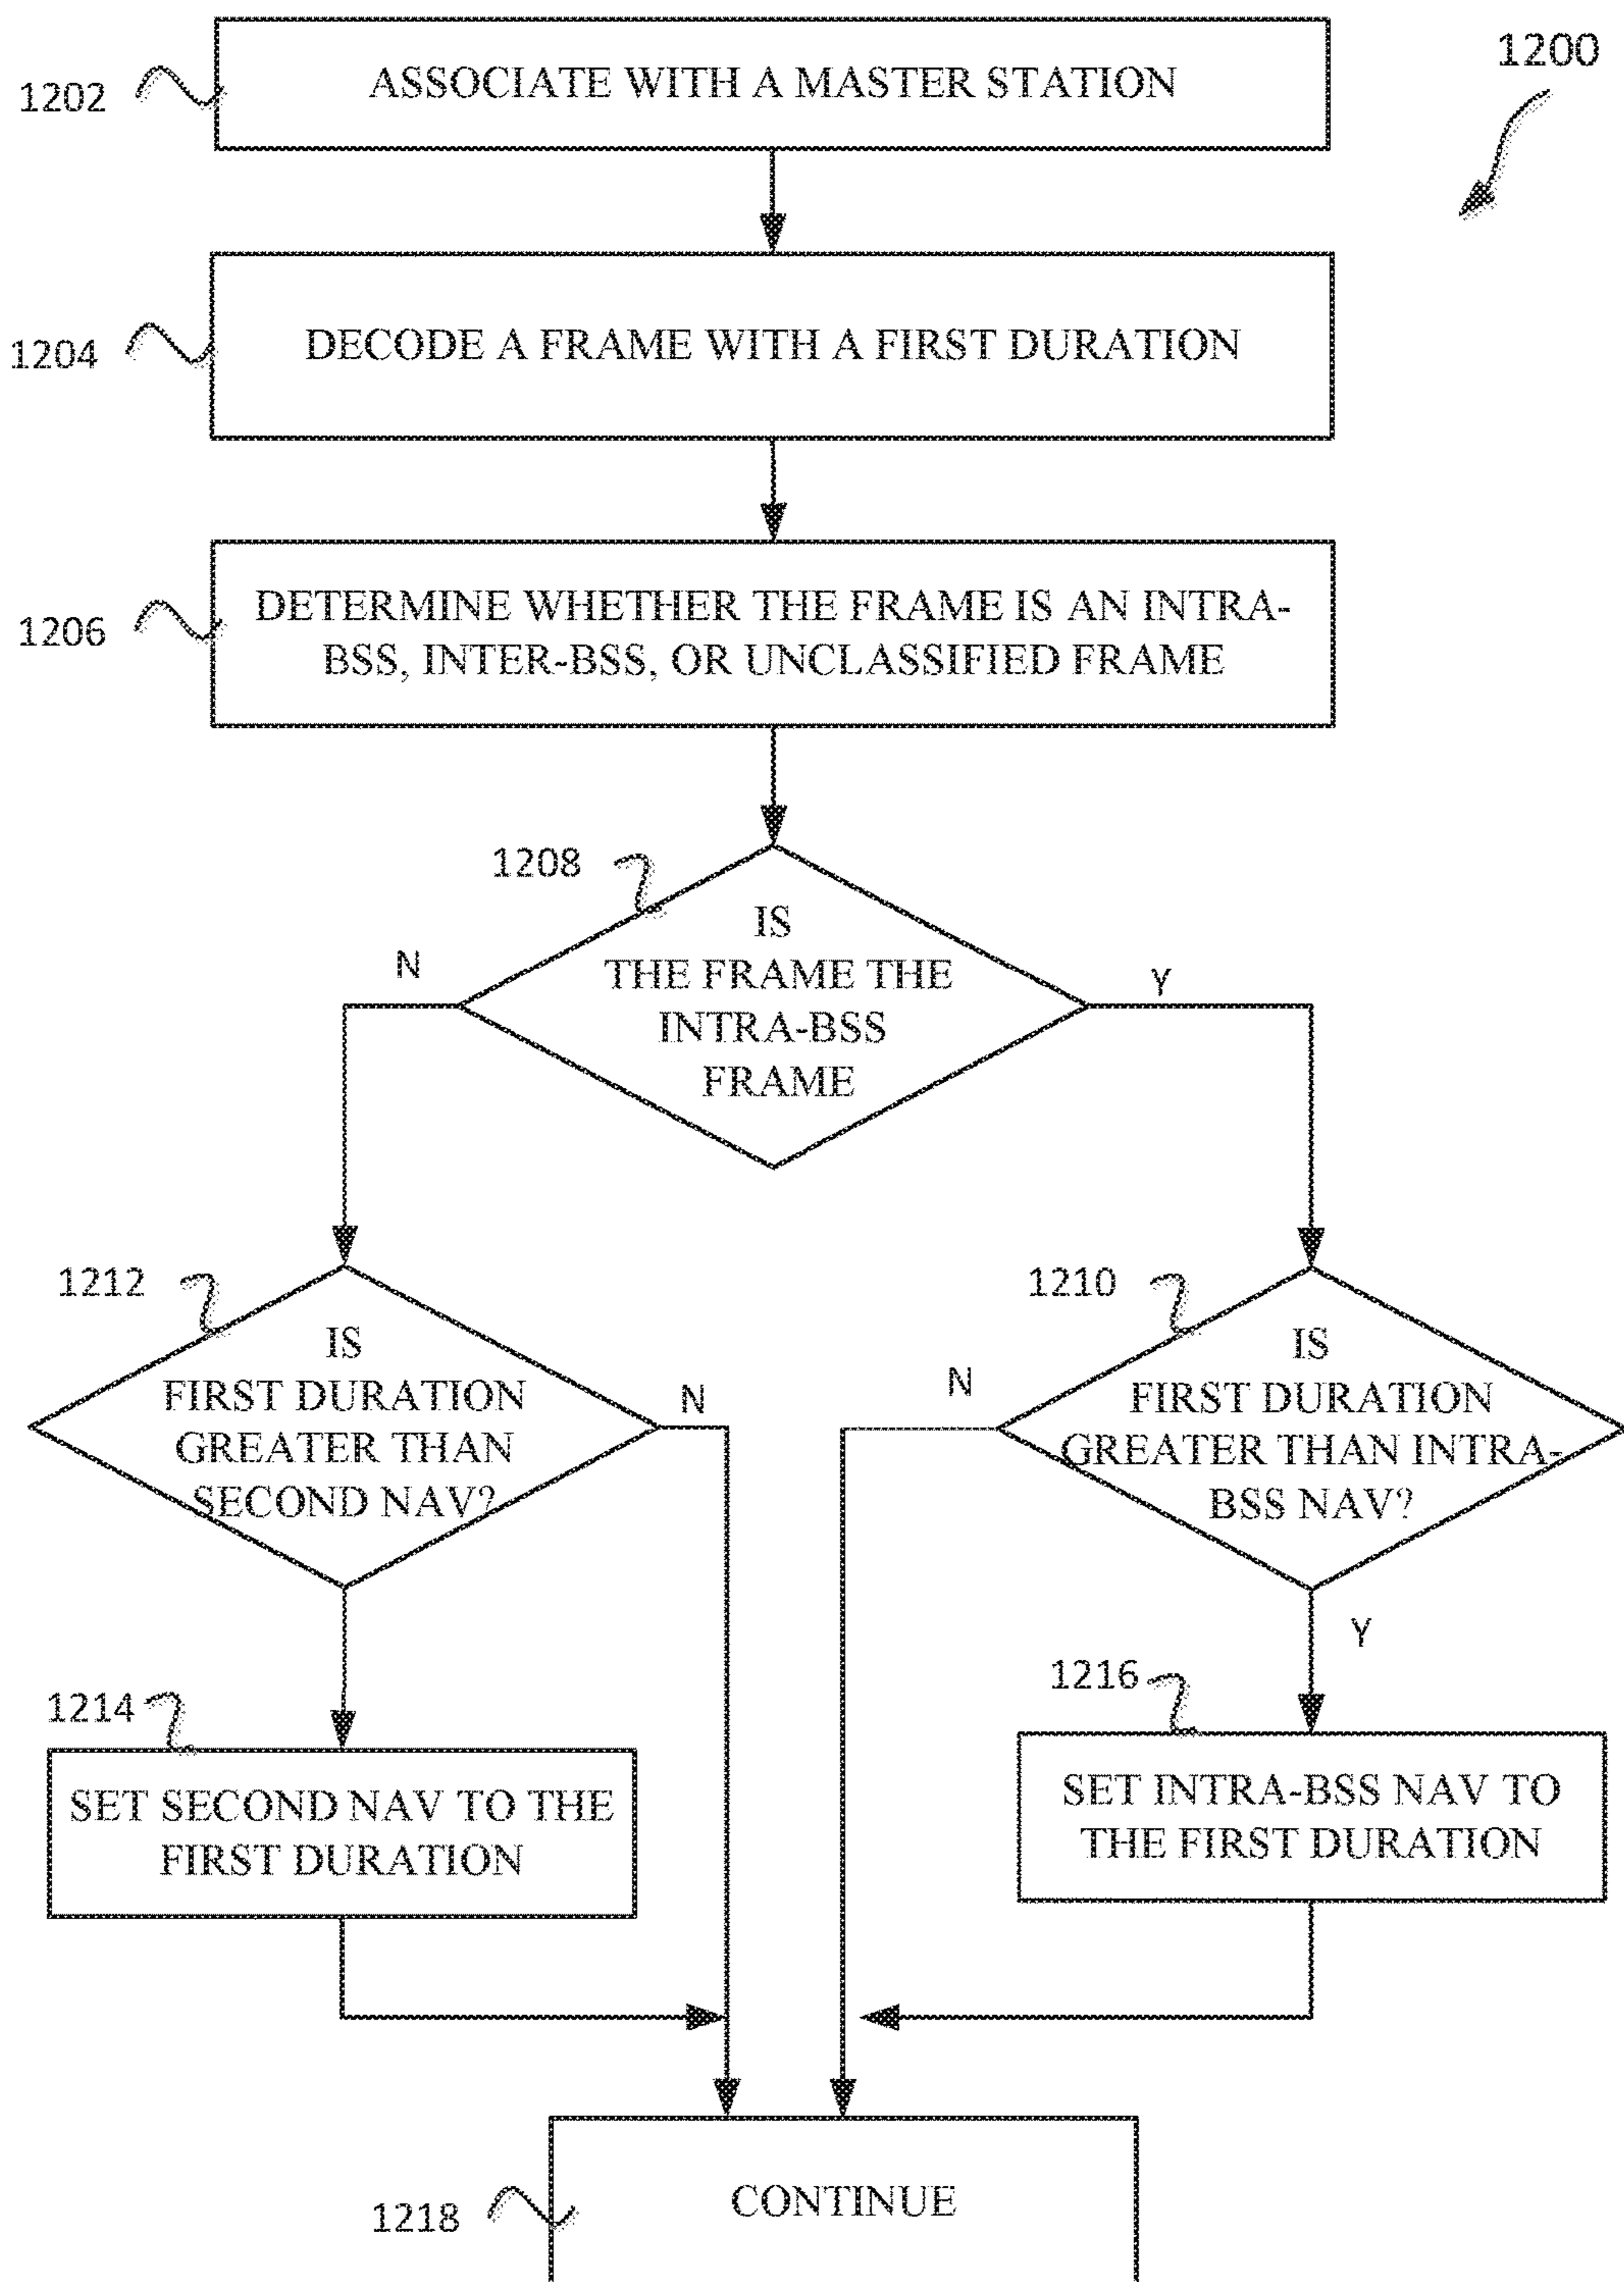 1200
1202
ASSOCIATE WITH A MASTER STATION
1204
DECODE A FRAME WITH A FIRST DURATION
1206
DETERMINE WHETHER THE FRAME IS AN INTRA-
BSS, INTER-BSS, OR UNCLASSIFIED FRAME
1208
IS
THE FRAME THE
INTRA-BSS
FRAME
N
Y
1212
IS
FIRST DURATION
GREATER THAN
SECOND NAV?
N
1210
IS
FIRST DURATION
GREATER THAN INTRA-
BSS NAV?
N
Y
1214
SET SECOND NAV TO THE
FIRST DURATION
1216
SET INTRA-BSS NAV TO
THE FIRST DURATION
1218
CONTINUE